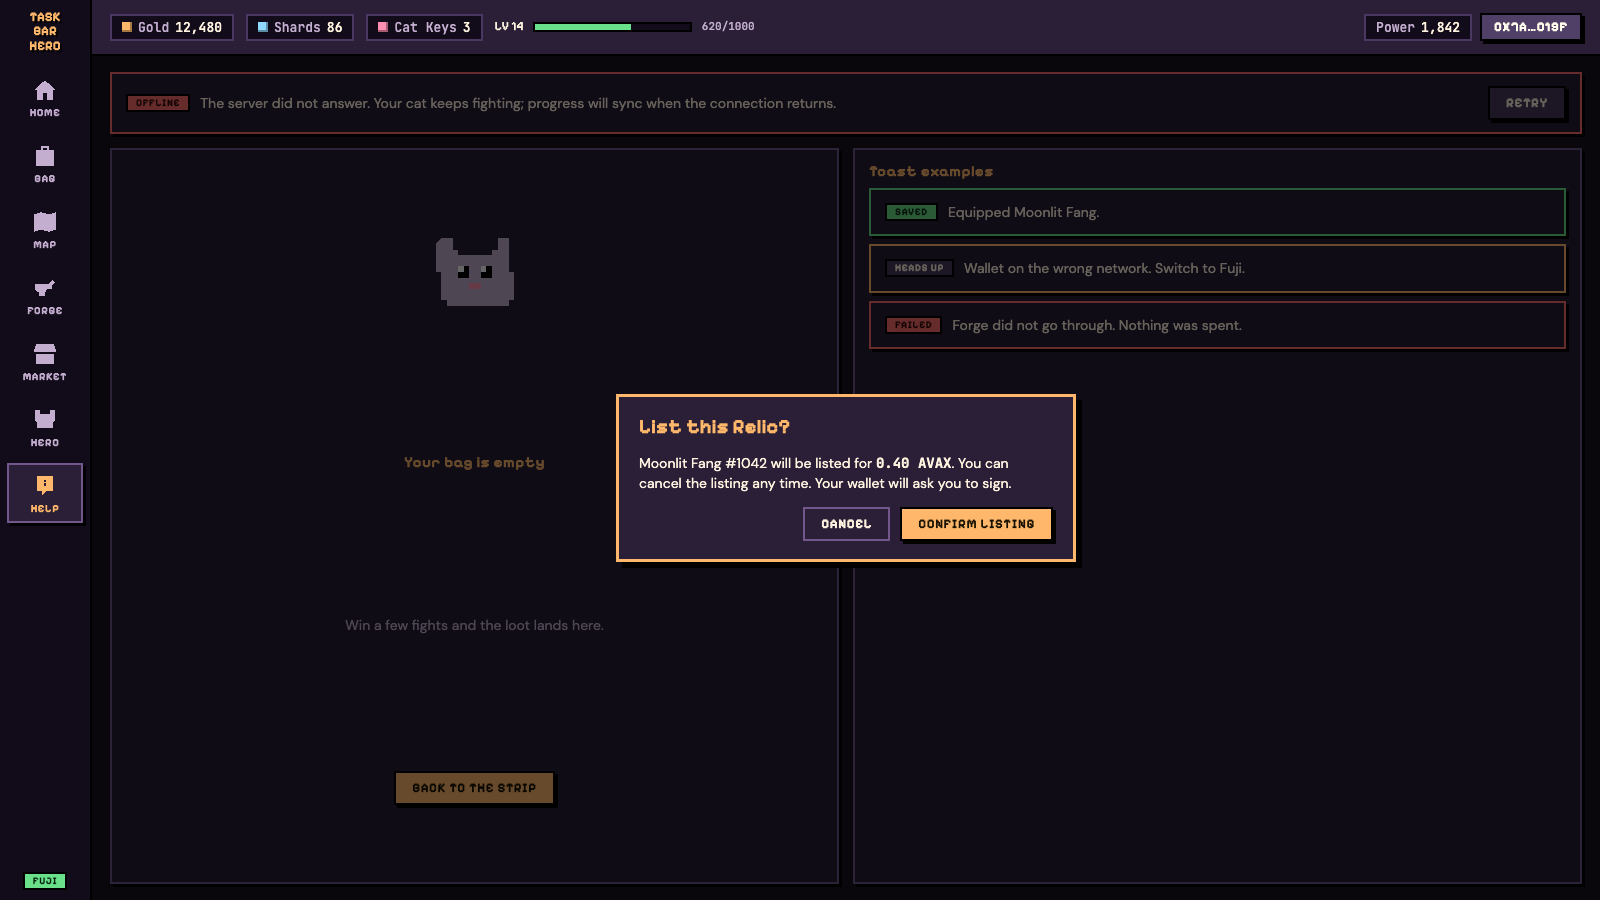 TASK
BAR
HERO
HOME
BAG
MAP
FORGE
MARKET
HERO
HELP
FUJI
Gold 12,480
Shards 86
Cat Keys 3
LV 14
620/1000
Power 1,842
0X7A…019F
OFFLINE The server did not answer. Your cat keeps fighting; progress will sync when the connection returns.
RETRY
Your bag is empty
Win a few fights and the loot lands here.
BACK TO THE STRIP
Toast examples
SAVED Equipped Moonlit Fang.
HEADS UP Wallet on the wrong network. Switch to Fuji.
FAILED Forge did not go through. Nothing was spent.
List this Relic?
Moonlit Fang #1042 will be listed for 0.40 AVAX. You can
cancel the listing any time. Your wallet will ask you to sign.
CANCEL
CONFIRM LISTING